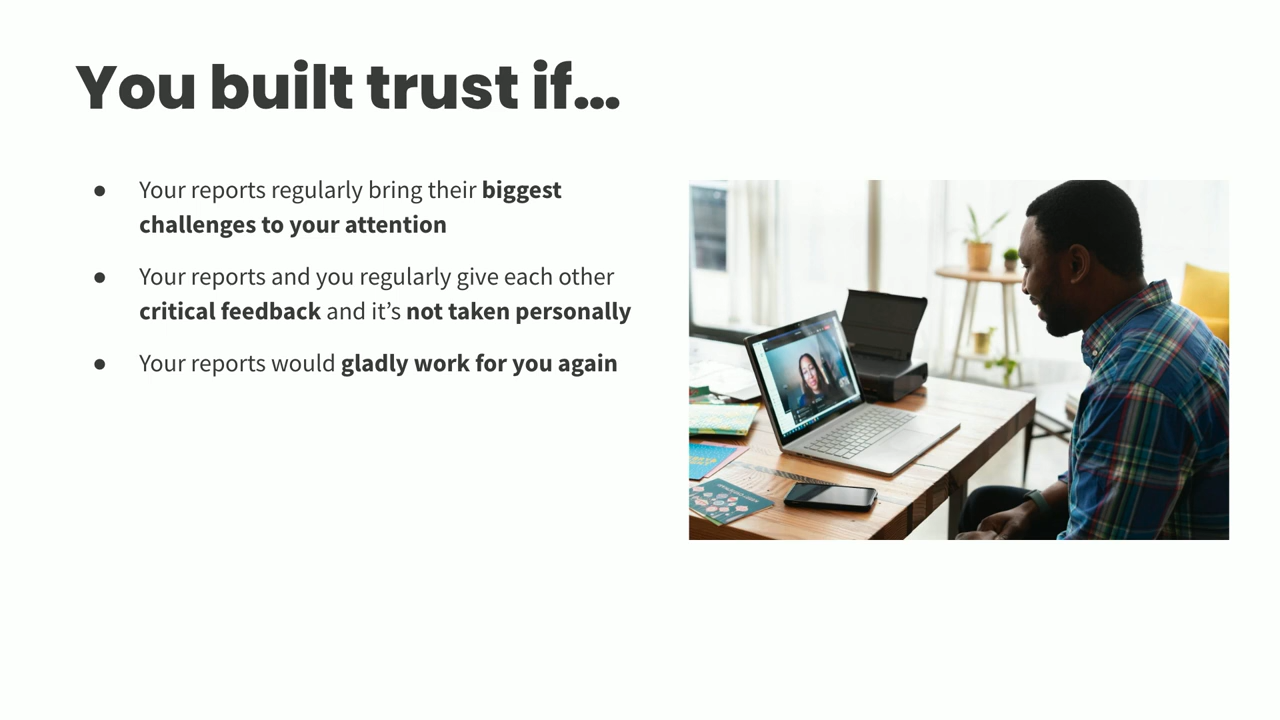 You built trust if...
● Your reports regularly bring their biggest
challenges to your attention
● Your reports and you regularly give each other
critical feedback and it’s not taken personally
● Your reports would gladly work for you again